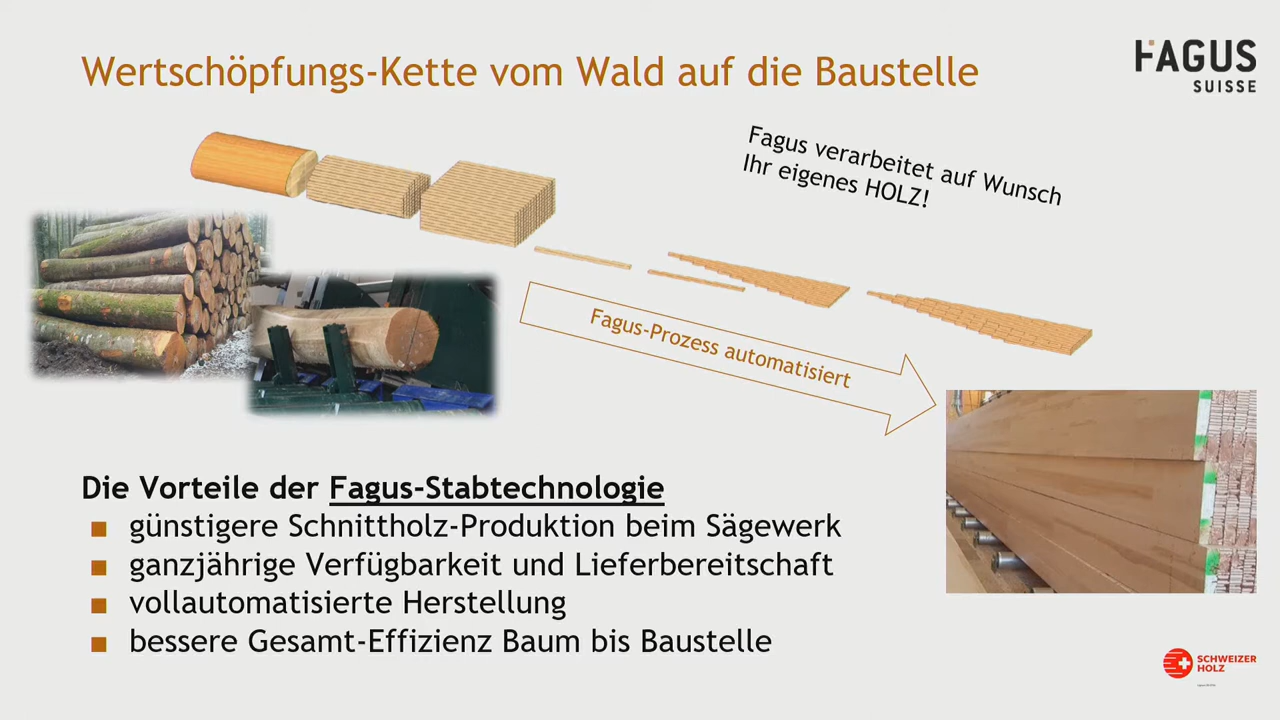 Wertschöpfungs-Kette vom Wald auf die Baustelle
FAGUS
SUISSE
Fagus verarbeitet auf Wunsch
Ihr eigenes HOLZ!
Fagus-Prozess automatisiert
Die Vorteile der Fagus-Stabtechnologie
günstigere Schnittholz-Produktion beim Sägewerk
ganzjährige Verfügbarkeit und Lieferbereitschaft
vollautomatisierte Herstellung
bessere Gesamt-Effizienz Baum bis Baustelle
SCHWEIZER
HOLZ